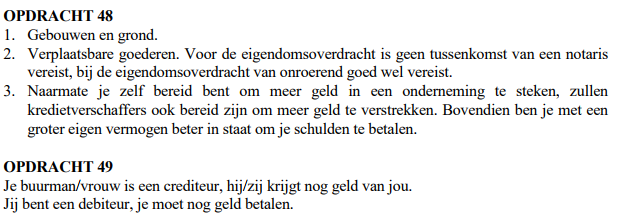 OPDRACHT 48
1. Gebouwen en grond.
2. Verplaatsbare goederen. Voor de eigendomsoverdracht is geen tussenkomst van een notaris
vereist, bij de eigendomsoverdracht van onroerend goed wel vereist.
3. Naarmate je zelf bereid bent om meer geld in een onderneming te steken, zullen
kredietverschaffers ook bereid zijn om meer geld te verstrekken. Bovendien ben je met een
groter eigen vermogen beter in staat om je schulden te betalen.
OPDRACHT 49
Je buurman/vrouw is een crediteur, hij/zij krijgt nog geld van jou.
Jij bent een debiteur, je moet nog geld betalen.